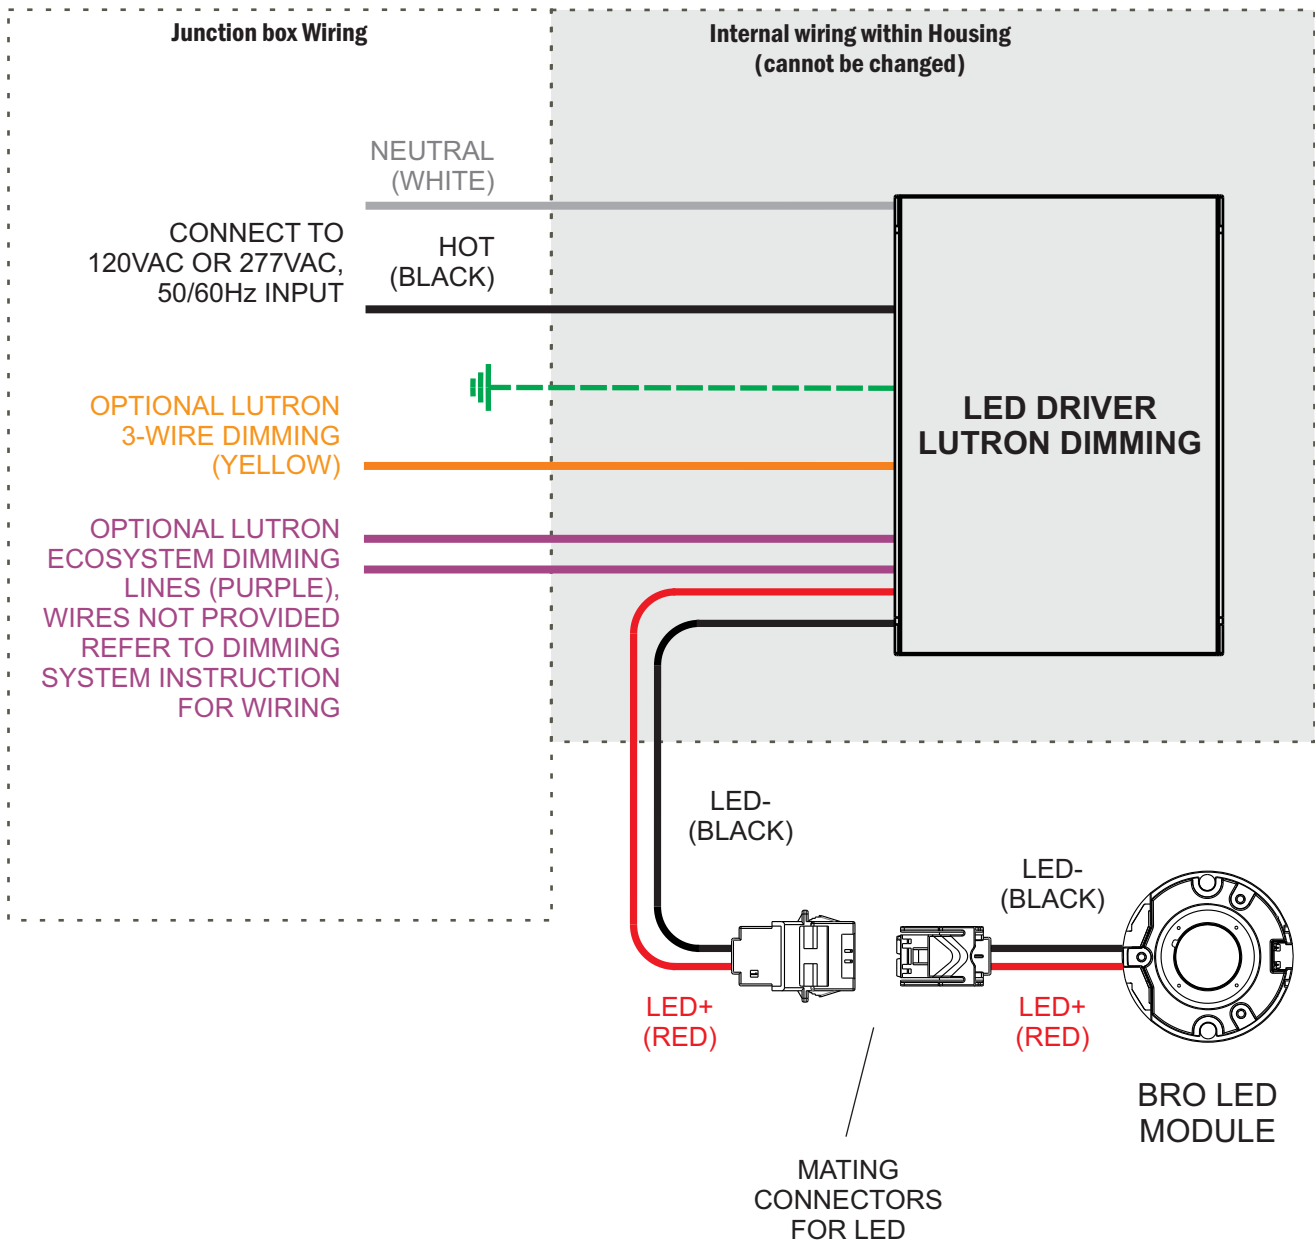 Junction box Wiring
Internal wiring within Housing
(cannot be changed)
NEUTRAL
(WHITE)
CONNECT TO
120VAC OR 277VAC,
50/60Hz INPUT
HOT
(BLACK)
OPTIONAL LUTRON
3-WIRE DIMMING
(YELLOW)
LED DRIVER
LUTRON DIMMING
OPTIONAL LUTRON
ECOSYSTEM DIMMING
LINES (PURPLE),
WIRES NOT PROVIDED
REFER TO DIMMING
SYSTEM INSTRUCTION
FOR WIRING
LED-
(BLACK)
LED-
(BLACK)
LED+
(RED)
LED+
(RED)
BRO LED
MODULE
MATING
CONNECTORS
FOR LED